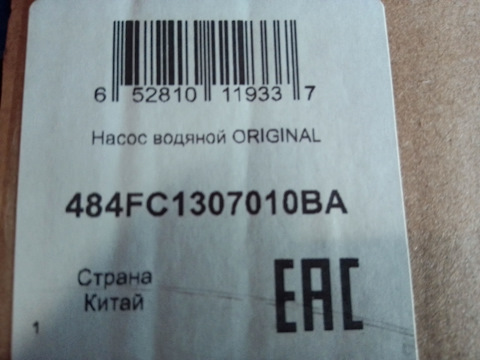 6 52810 11933 7
Насос водяной ORIGINAL
484FC1307010BA
Страна
Китай
EAC
1